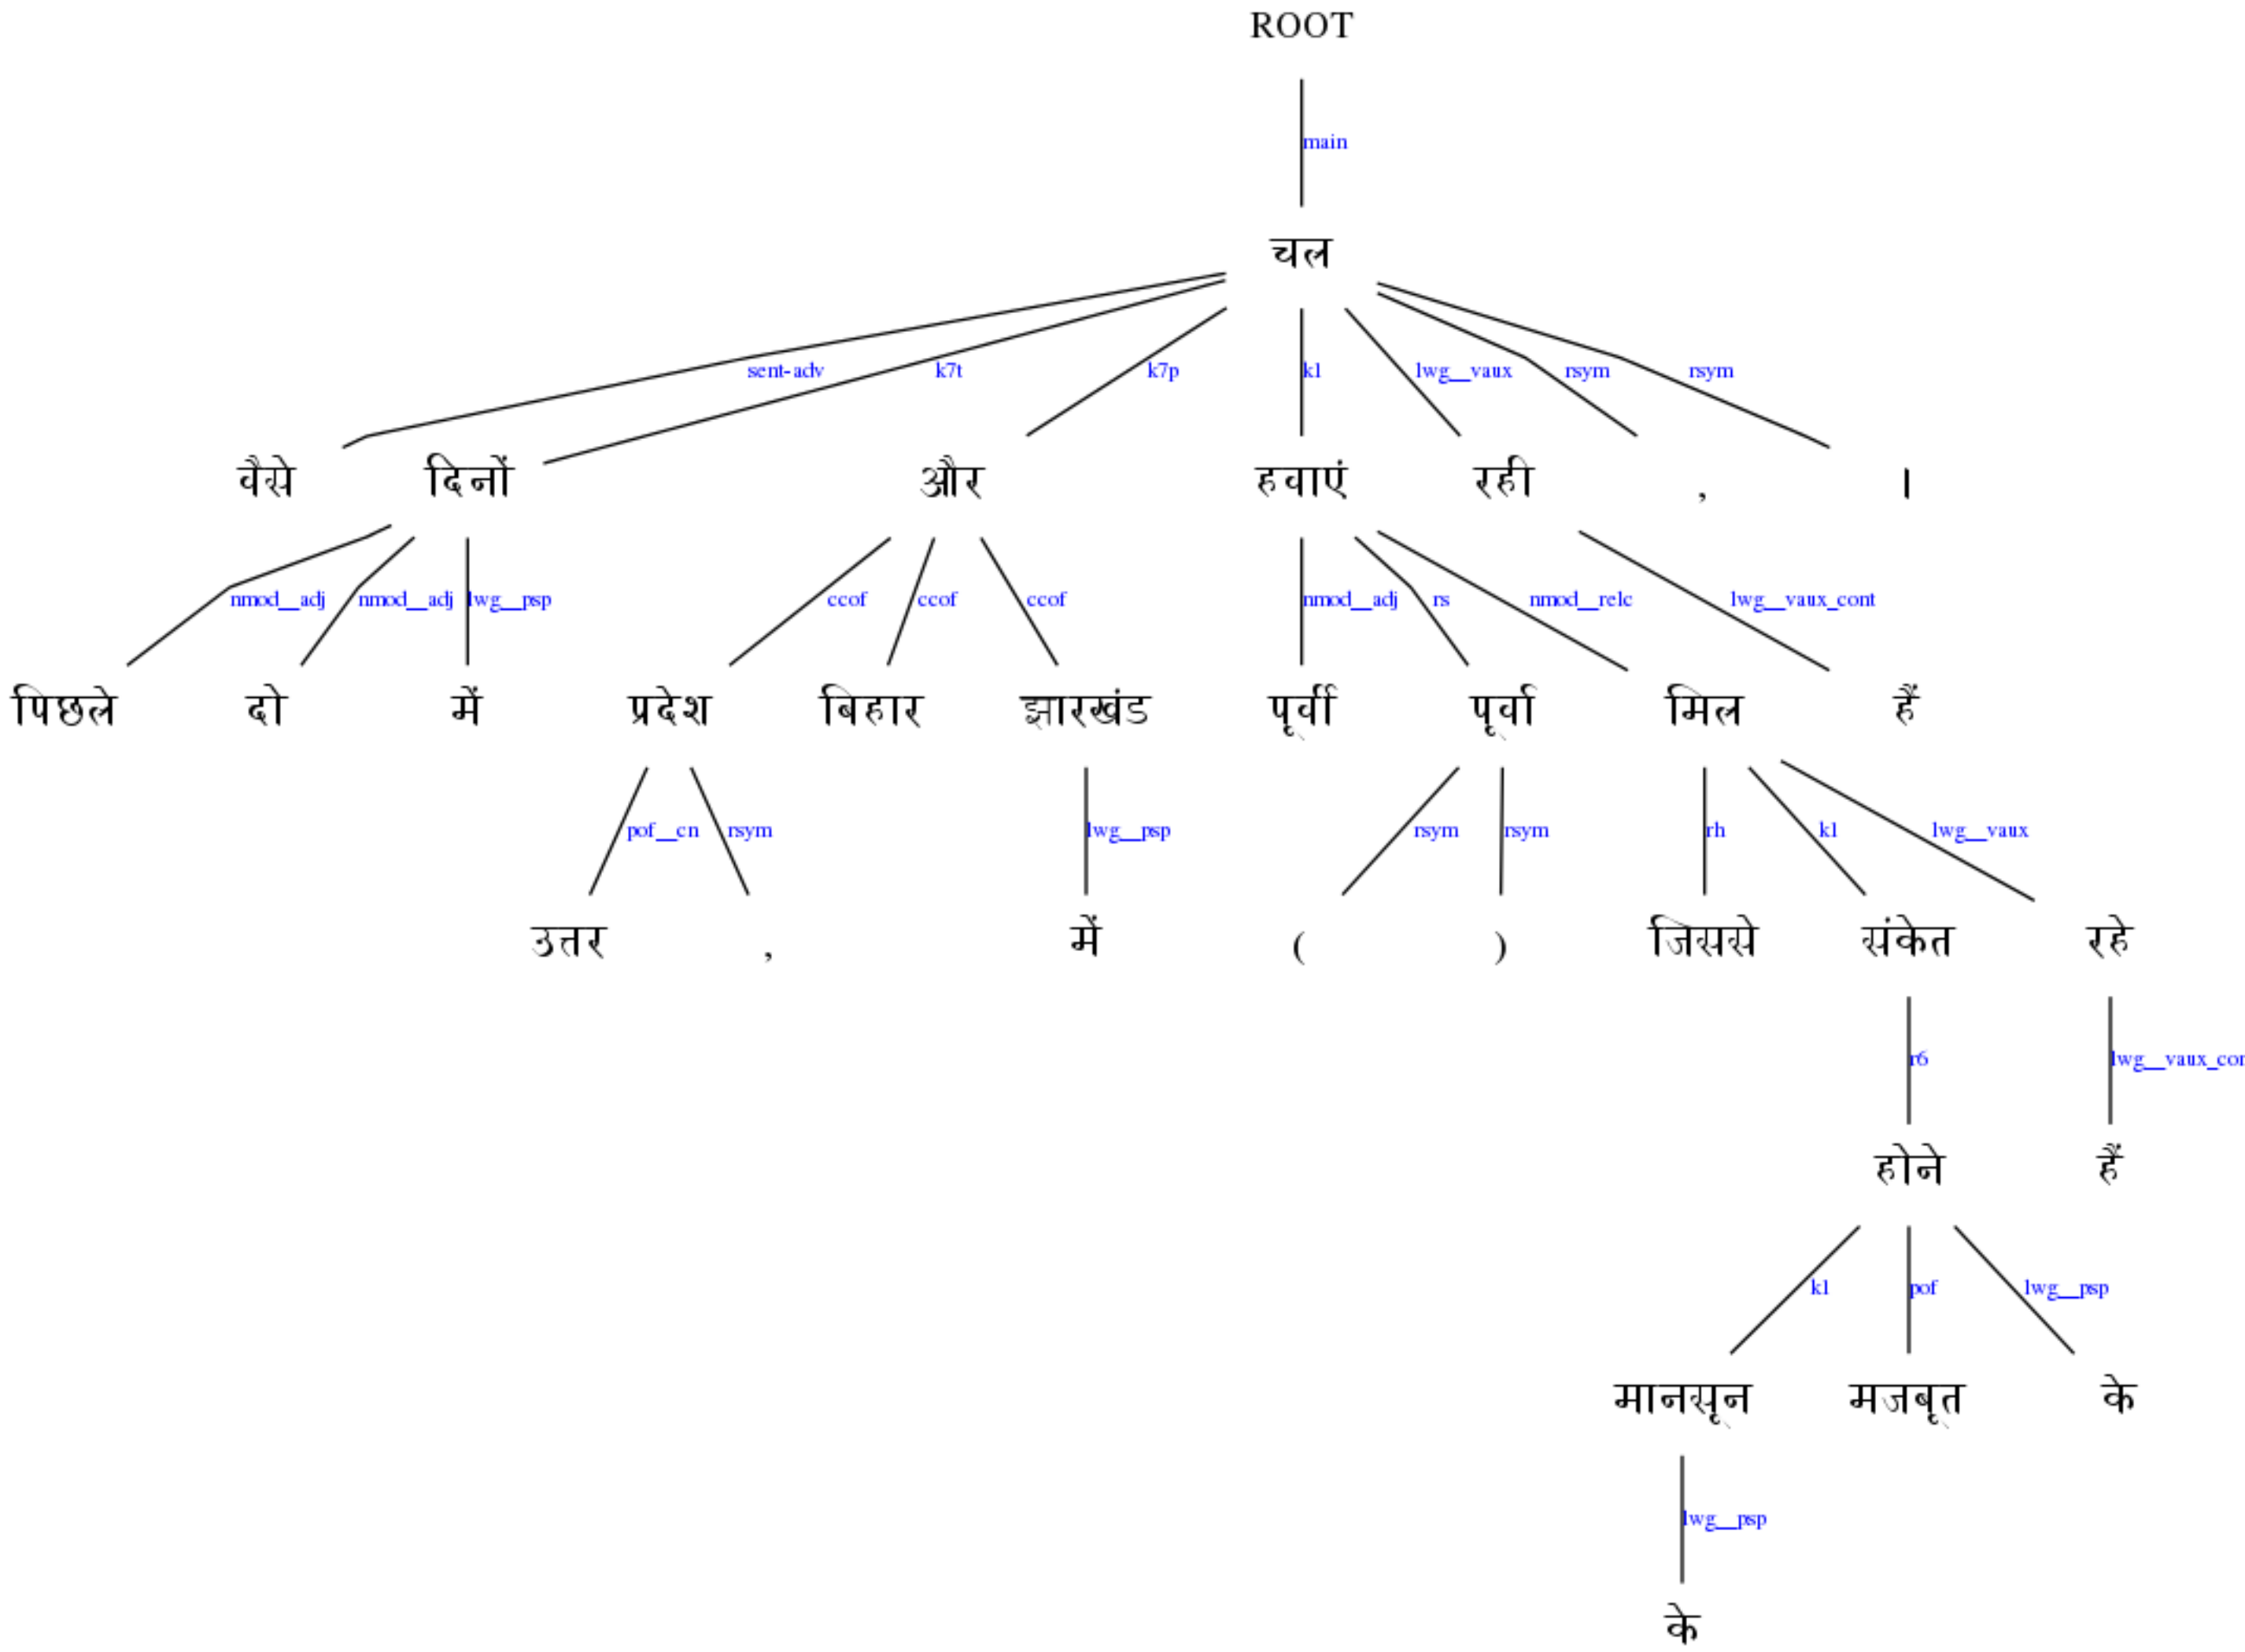 ROOT
main
चल
sent-adv k7t k7p k1 lwg__vaux rsym rsym
वैसे दिनों और हवाएं रही , ।
nmod__adj nmod__adj lwg__psp ccof ccof ccof nmod__adj rs nmod__relc lwg__vaux_cont
पिछले दो में प्रदेश बिहार झारखंड पूर्वी पूर्वा मिल हैं
pof__cn rsym lwg__psp rsym rsym rh k1 lwg__vaux
उत्तर , में ( ) जिससे संकेत रहे
r6 lwg__vaux_cor
होने हैं
k1 pof lwg__psp
मानसून मजबूत के
lwg__psp
के